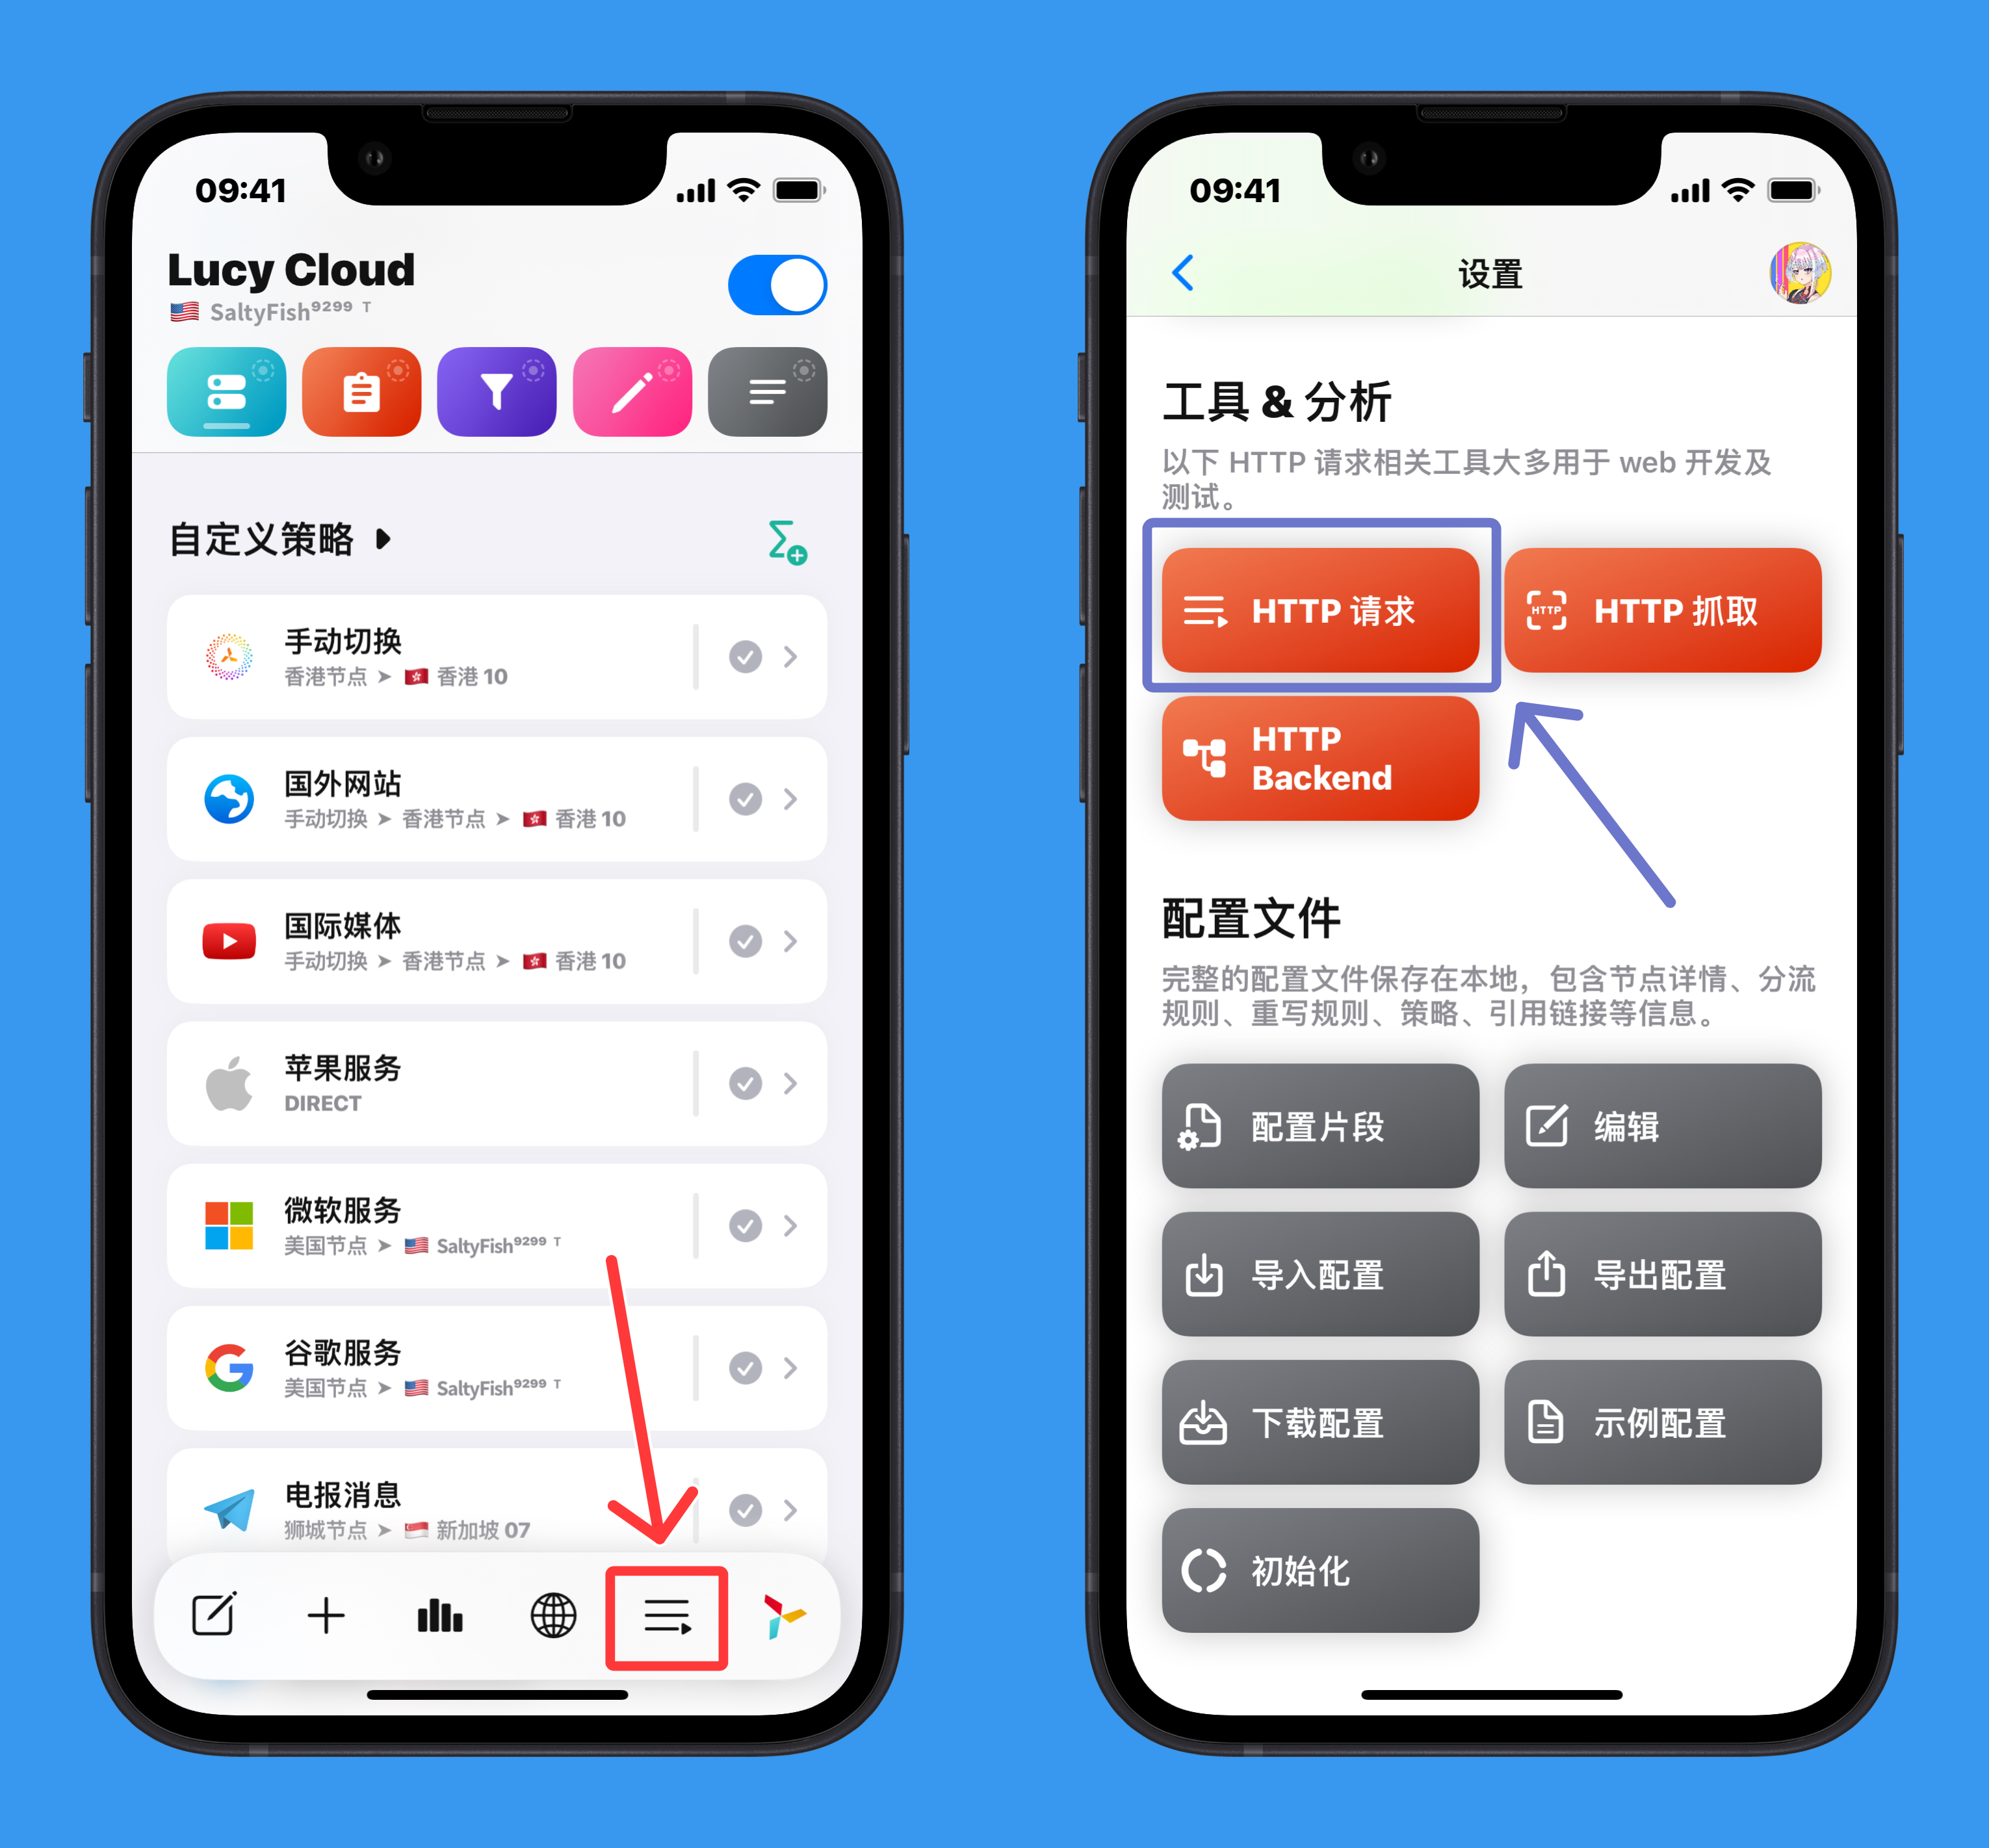 09:41
Lucy Cloud
SaltyFish⁹²⁹⁹ ᵀ
自定义策略
手动切换
香港节点 ➤ 🇭🇰 香港 10
国外网站
手动切换 ➤ 香港节点 ➤ 🇭🇰 香港 10
国际媒体
手动切换 ➤ 香港节点 ➤ 🇭🇰 香港 10
苹果服务
DIRECT
微软服务
美国节点 ➤ 🇺🇸 SaltyFish⁹²⁹⁹ ᵀ
谷歌服务
美国节点 ➤ 🇺🇸 SaltyFish⁹²⁹⁹ ᵀ
电报消息
狮城节点 ➤ 🇸🇬 新加坡 07
09:41
设置
工具 & 分析
以下 HTTP 请求相关工具大多用于 web 开发及
测试。
HTTP 请求
HTTP
HTTP 抓取
HTTP
Backend
配置文件
完整的配置文件保存在本地，包含节点详情、分流
规则、重写规则、策略、引用链接等信息。
配置片段
编辑
导入配置
导出配置
下载配置
示例配置
初始化